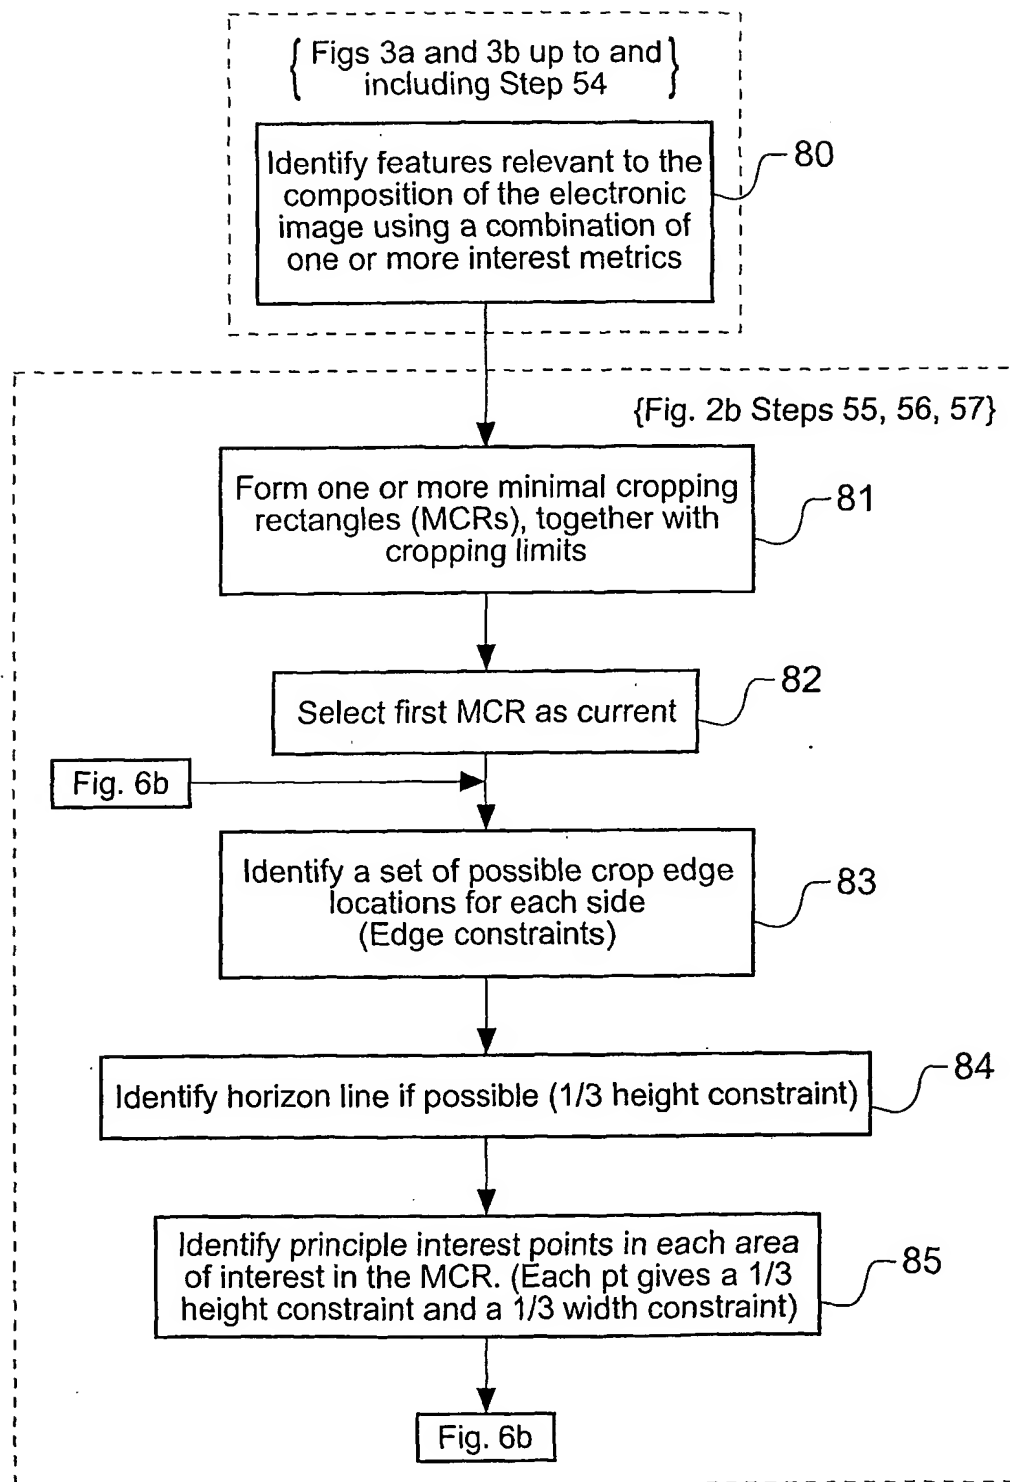 { Figs 3a and 3b up to and }
including Step 54
Identify features relevant to the
composition of the electronic
image using a combination of
one or more interest metrics
80
{Fig. 2b Steps 55, 56, 57}
Form one or more minimal cropping
rectangles (MCRs), together with
cropping limits
81
Select first MCR as current
82
Fig. 6b
Identify a set of possible crop edge
locations for each side
(Edge constraints)
83
Identify horizon line if possible (1/3 height constraint)
84
Identify principle interest points in each area
of interest in the MCR. (Each pt gives a 1/3
height constraint and a 1/3 width constraint)
85
Fig. 6b